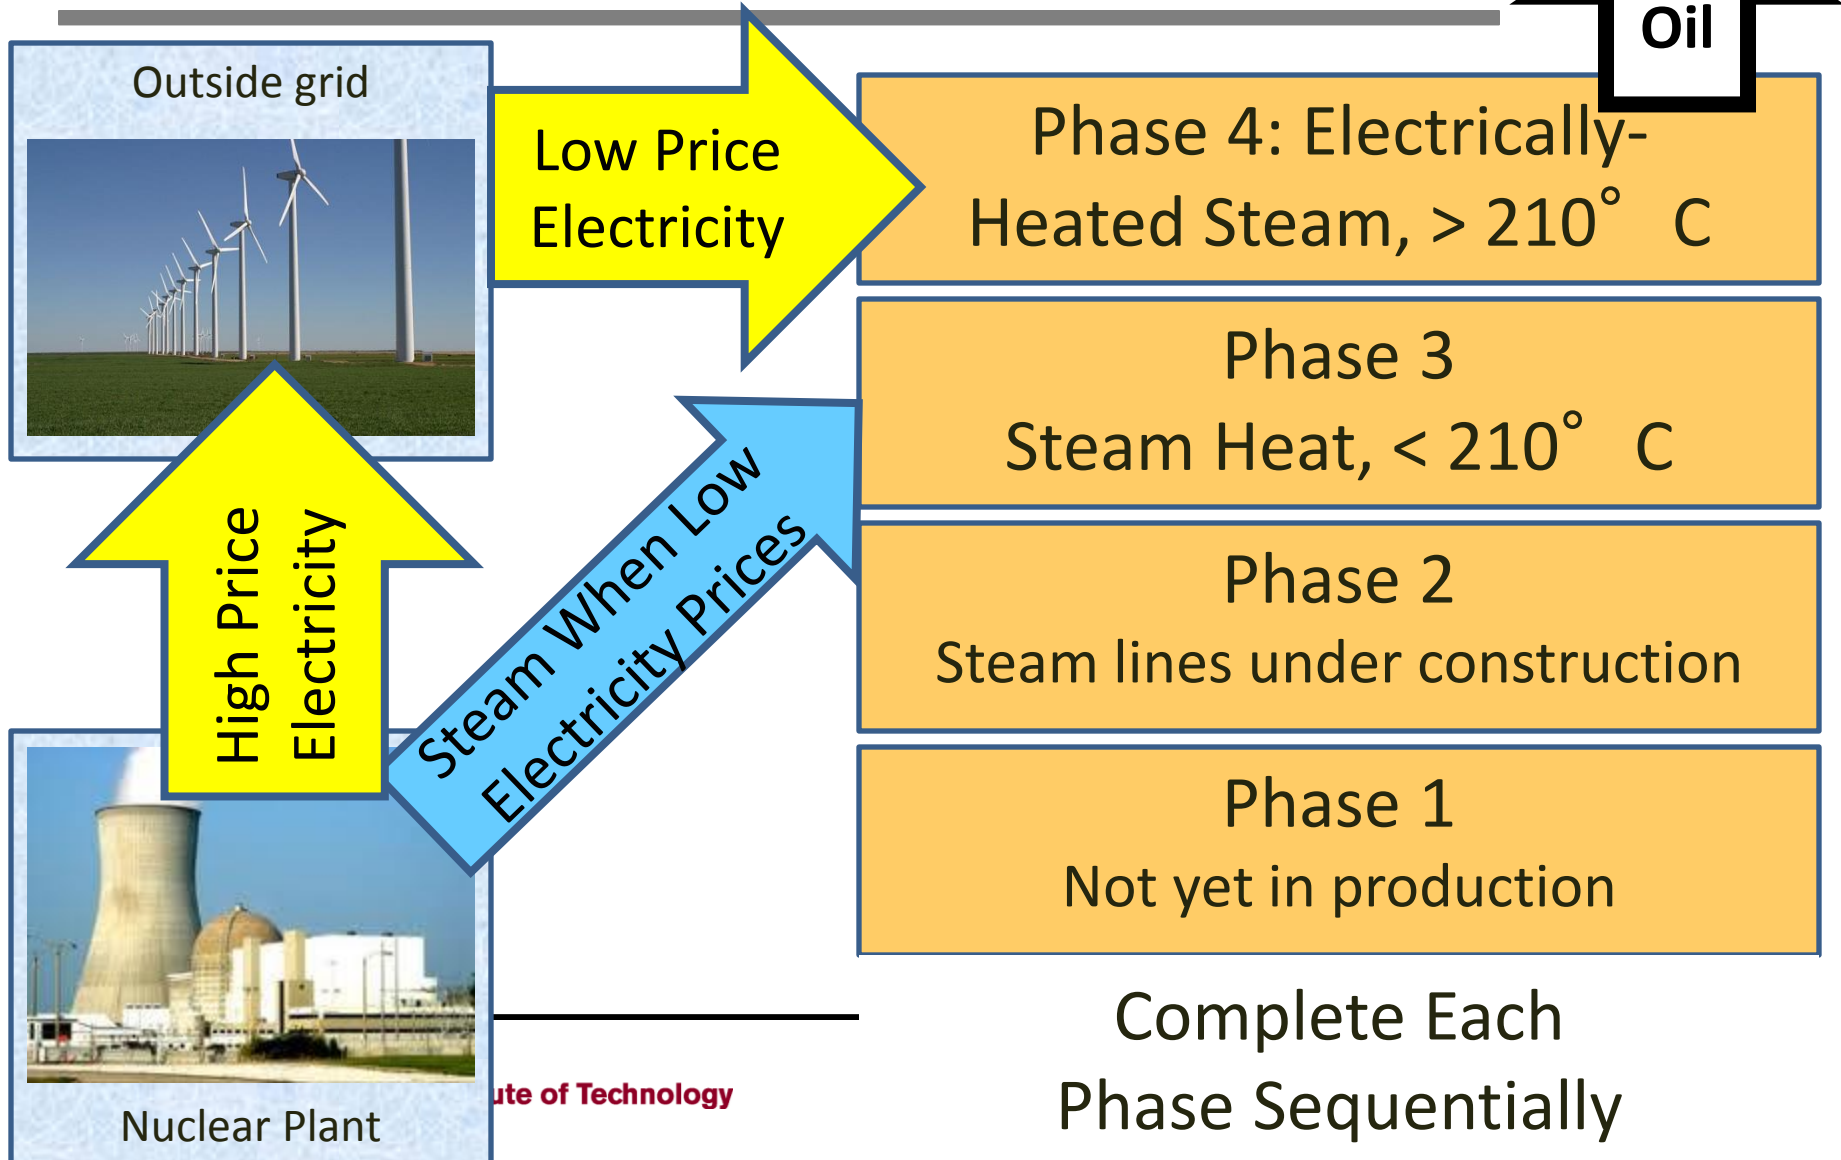 Oil
Outside grid
Low Price
Electricity
Phase 4: Electrically-
Heated Steam, > 210° C
Phase 3
Steam Heat, < 210° C
High Price
Electricity
Steam When Low
Electricity Prices
Phase 2
Steam lines under construction
Phase 1
Not yet in production
Complete Each
Phase Sequentially
of Technology
Nuclear Plant